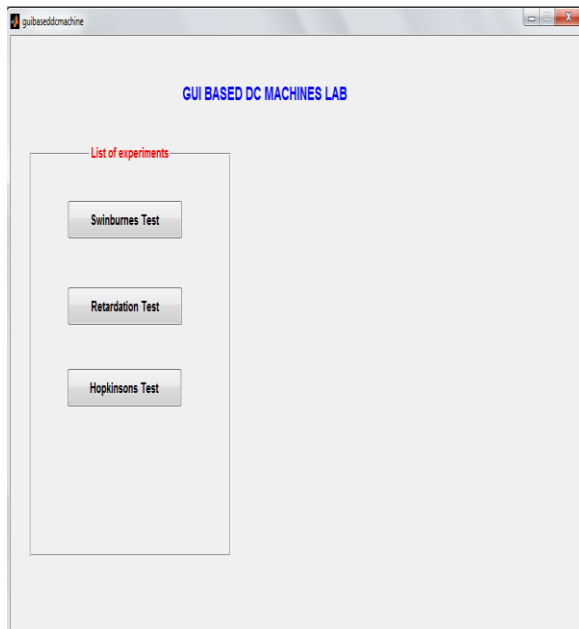 guibaseddcmachine
GUI BASED DC MACHINES LAB
List of experiments
Swinburnes Test
Retardation Test
Hopkinsons Test